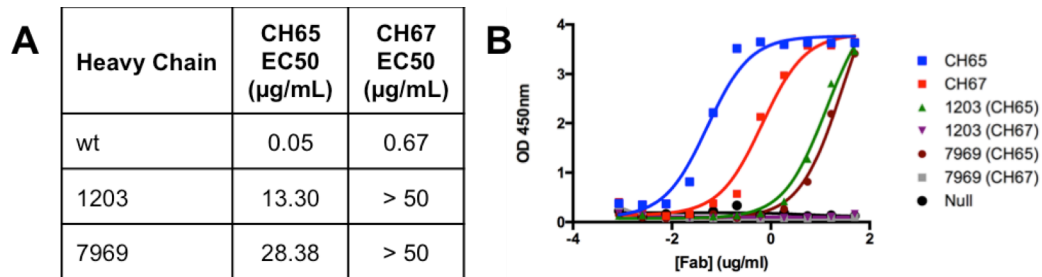 A
Heavy Chain
CH65
EC50
(µg/mL)
CH67
EC50
(µg/mL)
wt
0.05
0.67
1203
13.30
> 50
7969
28.38
> 50
B
OD 450nm
4
3
2
1
0
-4
-2
0
2
[Fab] (ug/ml)
CH65
CH67
1203 (CH65)
1203 (CH67)
7969 (CH65)
7969 (CH67)
Null